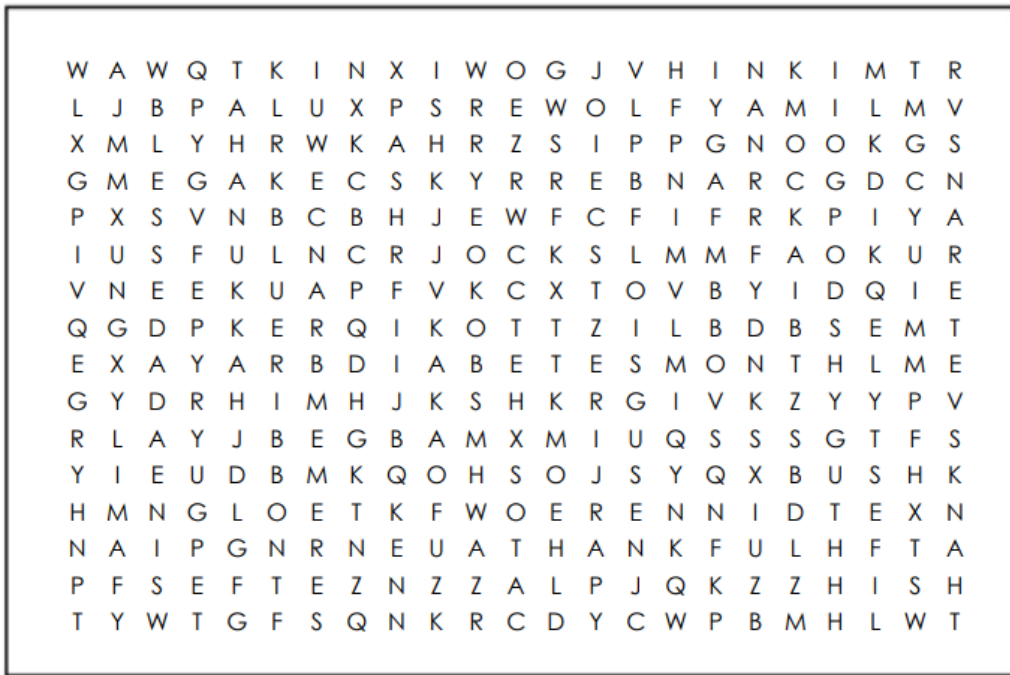 W A W Q T K I N X I W O G J V H I N K I M T R
L J B P A L U X P S R E W O L F Y A M I L M V
X M L Y H R W K A H R Z S I P P G N O O K G S
G M E G A K E C S K Y R R E B N A R C G D C N
P X S V N B C B H J E W F C F I F R K P I Y A
I U S F U L N C R J O C K S L M M F A O K U R
V N E E K U A P F V K C X T O V B Y I D Q I E
Q G D P K E R Q I K O T T Z I L B D B S E M T
E X A Y A R B D I A B E T E S M O N T H L M E
G Y D R H I M H J K S H K R G I V K Z Y Y P V
R L A Y J B E G B A M X M I U Q S S S G T F S
Y I E U D B M K Q O H S O J S Y Q X B U S H K
H M N G L O E T K F W O E R E N N I D T E X N
N A I P G N R N E U A T H A N K F U L H F T A
P F S E F T E Z N Z Z A L P J Q K Z Z H I S H
T Y W T G F S Q N K R C D Y C W P B M H L W T